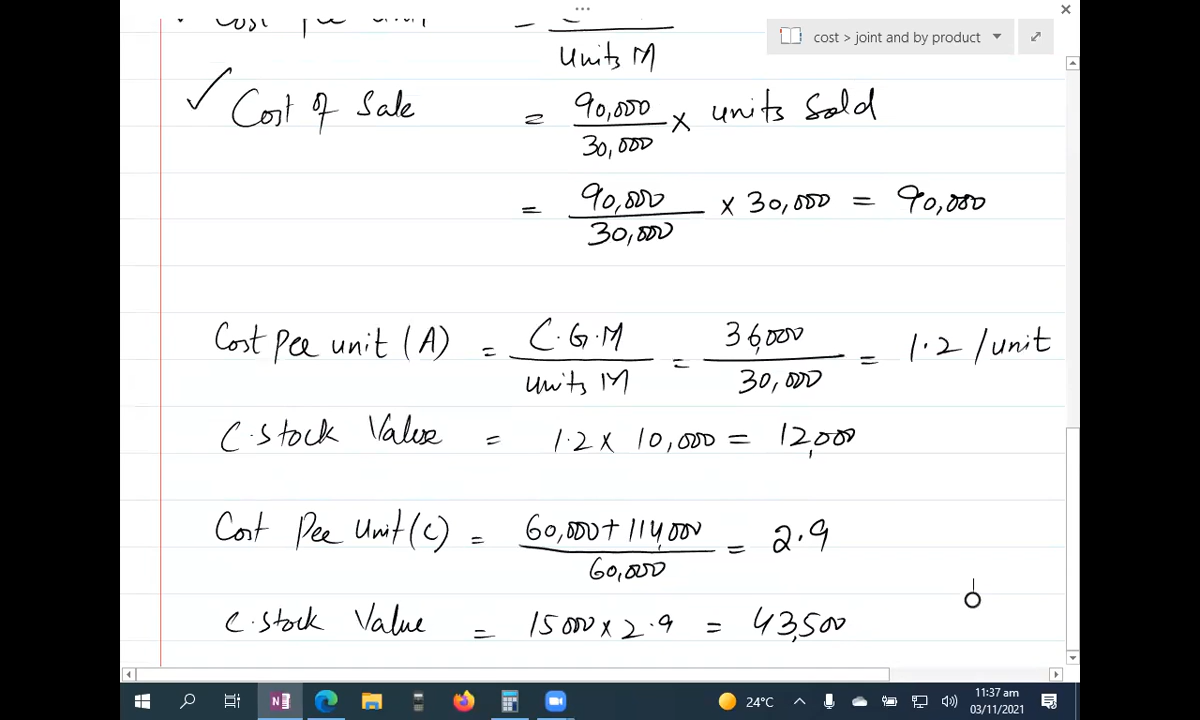 cost > joint and by product
Cost Per unit =
Units M
Cost of Sale = 90,000 / 30,000 × units Sold
= 90,000 / 30,000 × 30,000 = 90,000
Cost Per unit (A) = C.G.M / units M = 36,000 / 30,000 = 1.2 /unit
C.Stock Value = 1.2 × 10,000 = 12,000
Cost Per Unit (C) = 60,000 + 114,000 / 60,000 = 2.9
C.Stock Value = 15000 × 2.9 = 43,500
24°C
11:37 am
03/11/2021